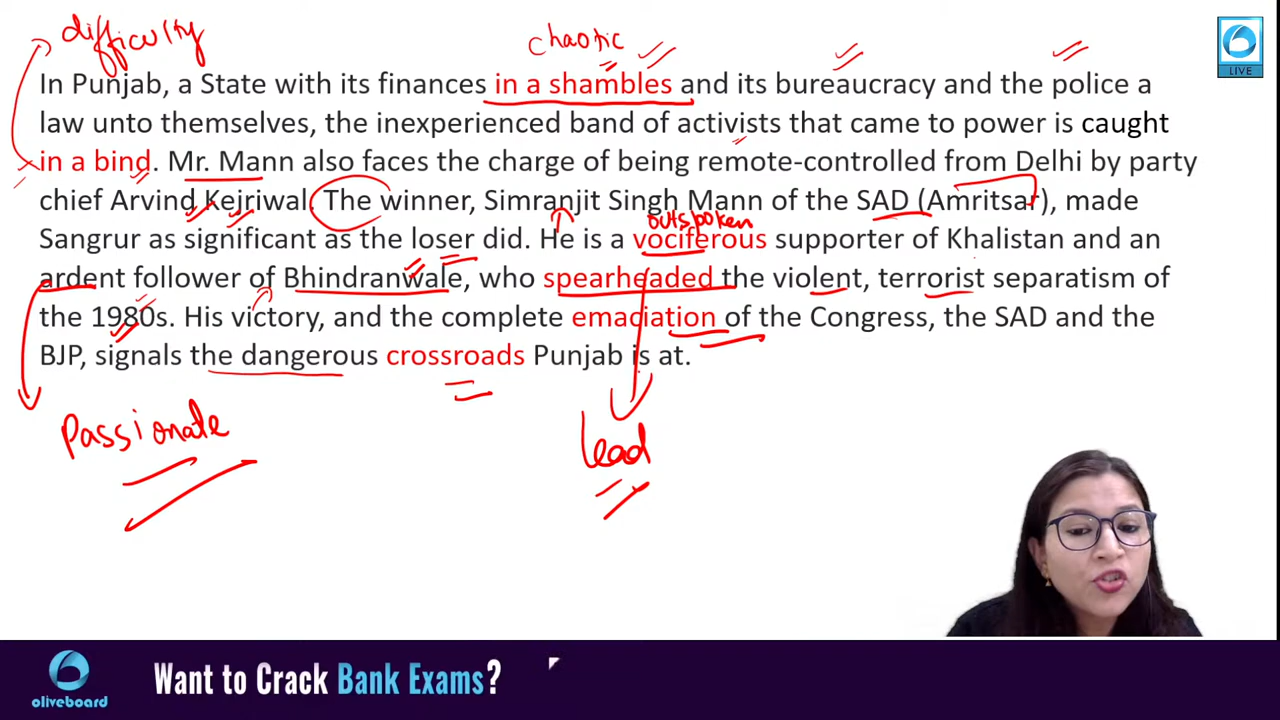 difficulty
chaotic
LIVE
In Punjab, a State with its finances in a shambles and its bureaucracy and the police a
law unto themselves, the inexperienced band of activists that came to power is caught
in a bind. Mr. Mann also faces the charge of being remote-controlled from Delhi by party
chief Arvind Kejriwal. The winner, Simranjit Singh Mann of the SAD (Amritsar), made
outspoken
Sangrur as significant as the loser did. He is a vociferous supporter of Khalistan and an
ardent follower of Bhindranwale, who spearheaded the violent, terrorist separatism of
the 1980s. His victory, and the complete emaciation of the Congress, the SAD and the
BJP, signals the dangerous crossroads Punjab is at.
Passionate
lead
oliveboard
Want to Crack Bank Exams?